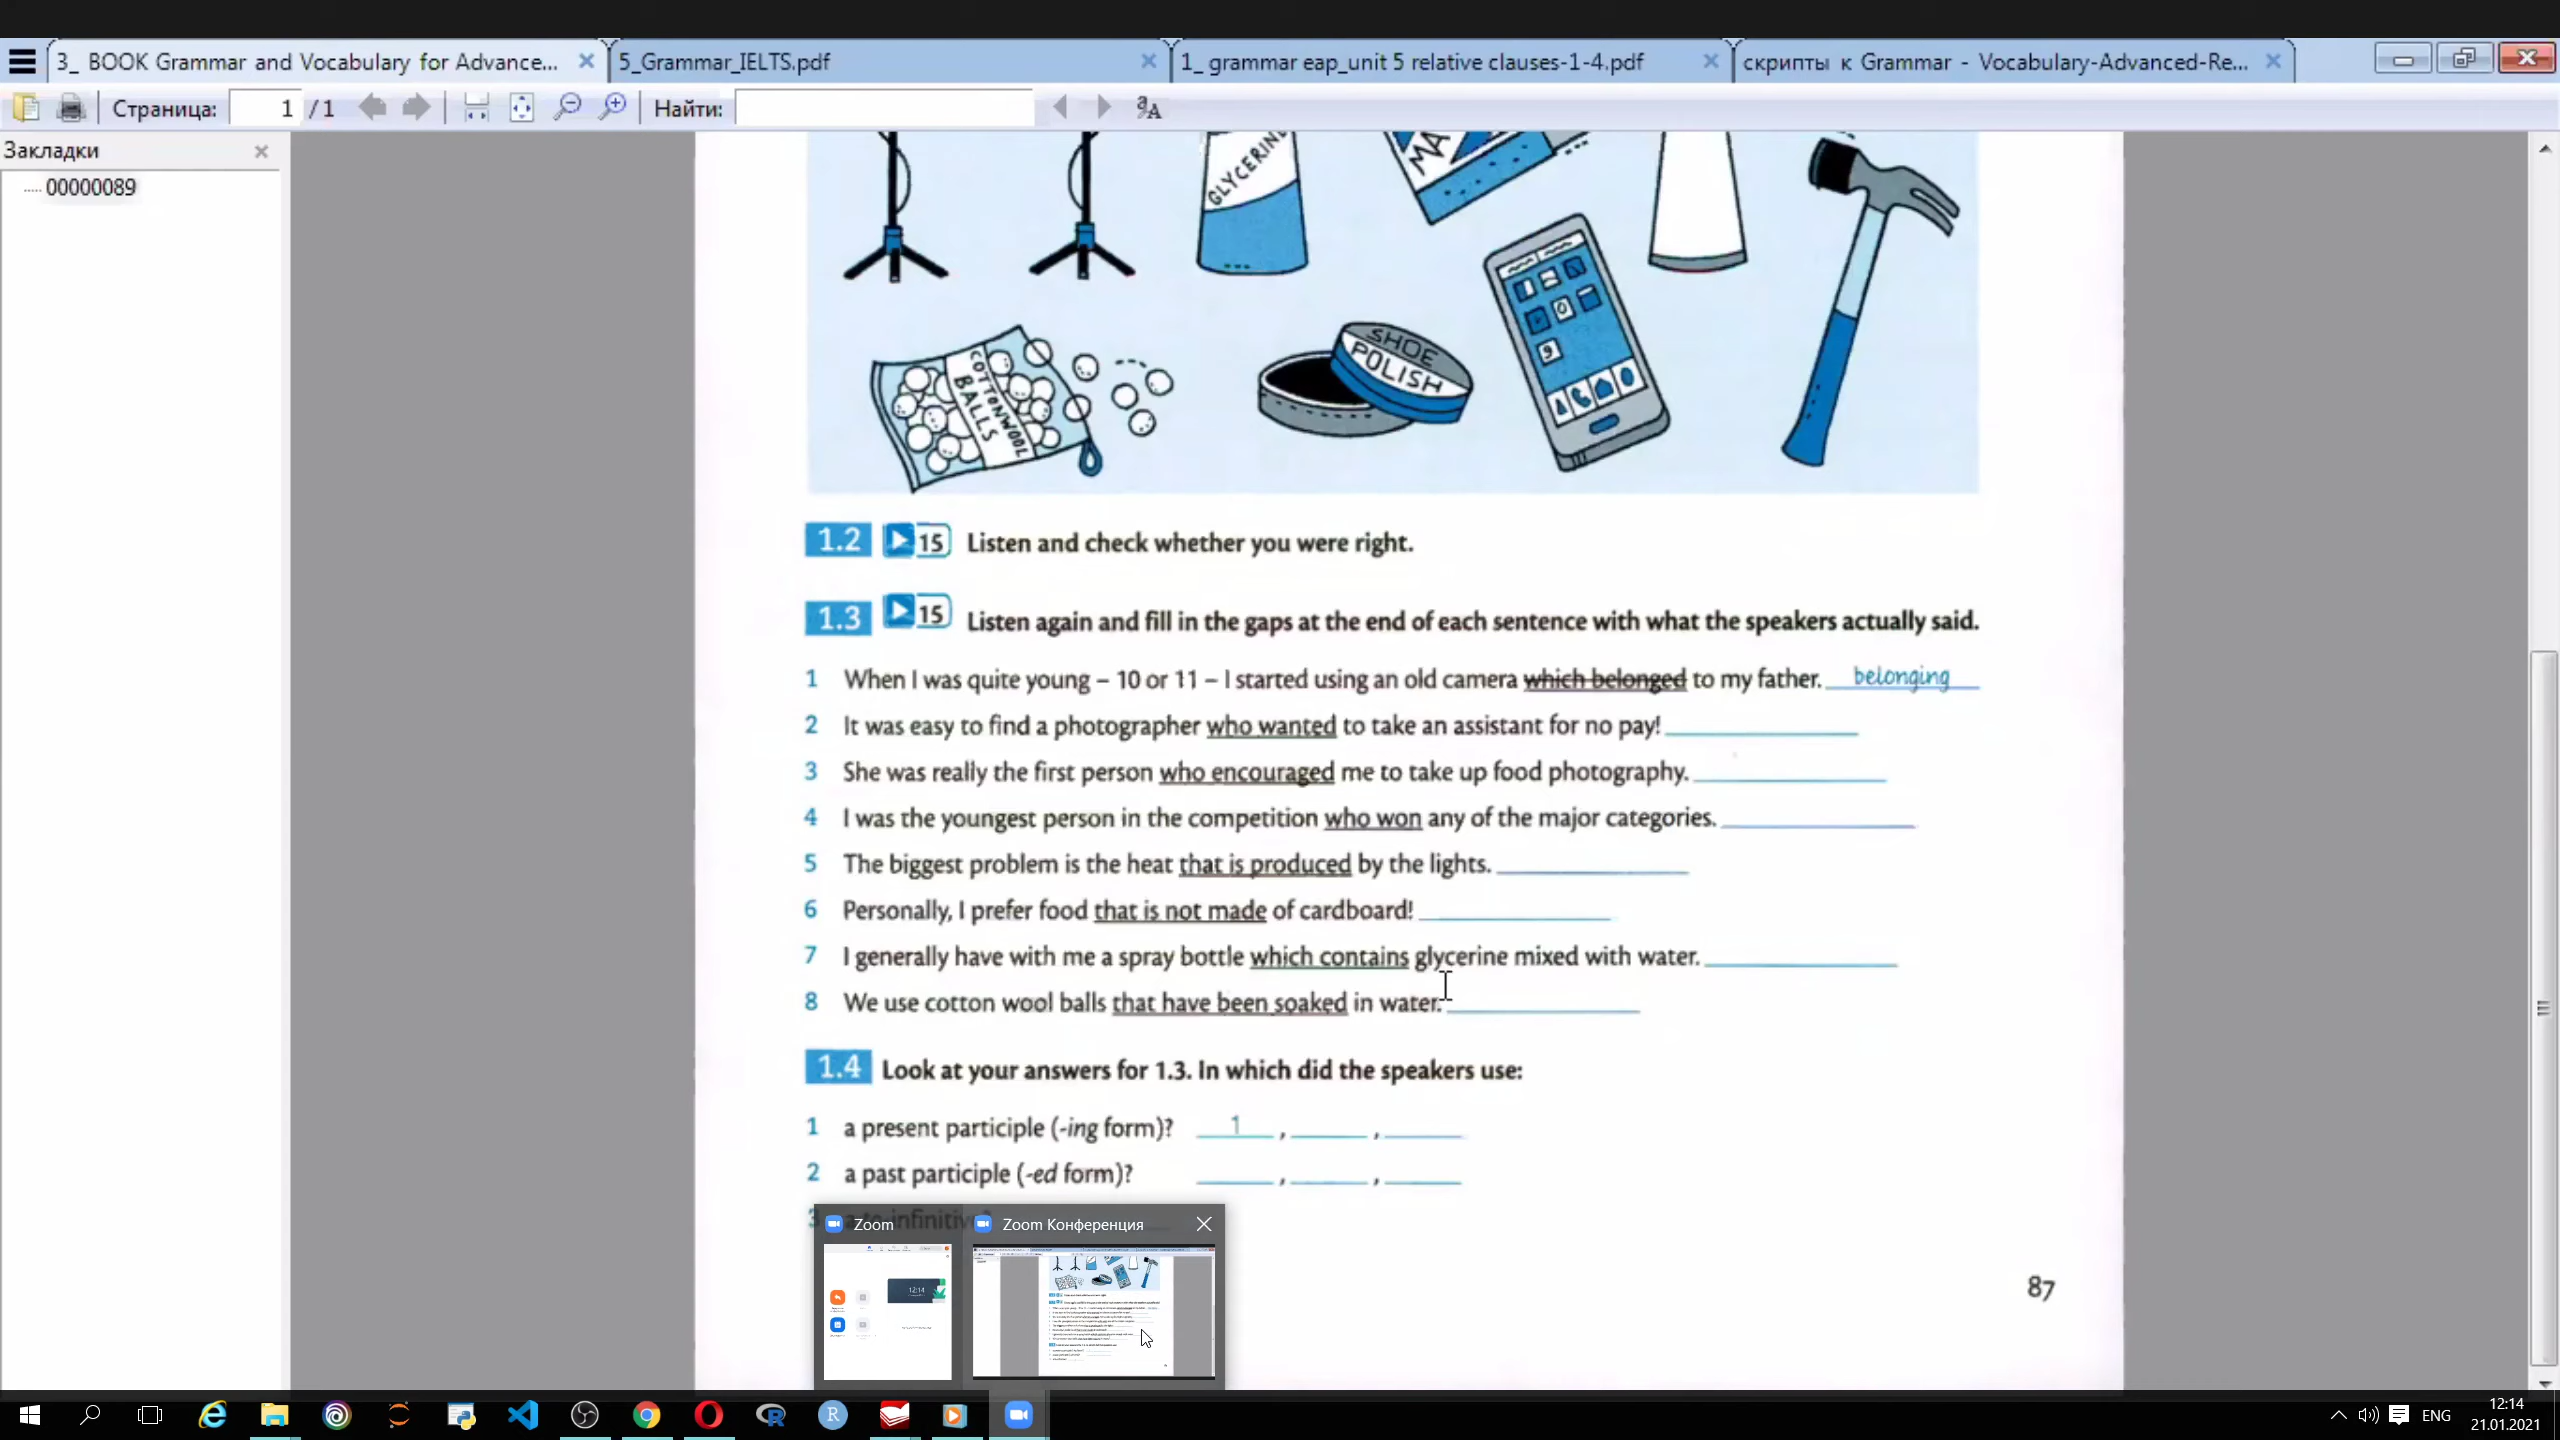 3_ BOOK Grammar and Vocabulary for Advance...
5_Grammar_IELTS.pdf
1_ grammar eap_unit 5 relative clauses-1-4.pdf
скрипты к Grammar - Vocabulary-Advanced-Re...
Страница: 1 / 1
Найти:
Закладки
00000089
GLYCERINE
MA
COTTONWOOL
BALLS
SHOE
POLISH
1.2 15 Listen and check whether you were right.
1.3 15 Listen again and fill in the gaps at the end of each sentence with what the speakers actually said.
1 When I was quite young – 10 or 11 – I started using an old camera which belonged to my father. belonging
2 It was easy to find a photographer who wanted to take an assistant for no pay!
3 She was really the first person who encouraged me to take up food photography.
4 I was the youngest person in the competition who won any of the major categories.
5 The biggest problem is the heat that is produced by the lights.
6 Personally, I prefer food that is not made of cardboard!
7 I generally have with me a spray bottle which contains glycerine mixed with water.
8 We use cotton wool balls that have been soaked in water.
1.4 Look at your answers for 1.3. In which did the speakers use:
1 a present participle (-ing form)? 1 , ,
2 a past participle (-ed form)? , ,
3 a to-infinitive?
Zoom
Zoom Конференция
12:14
87
ENG
12:14
21.01.2021